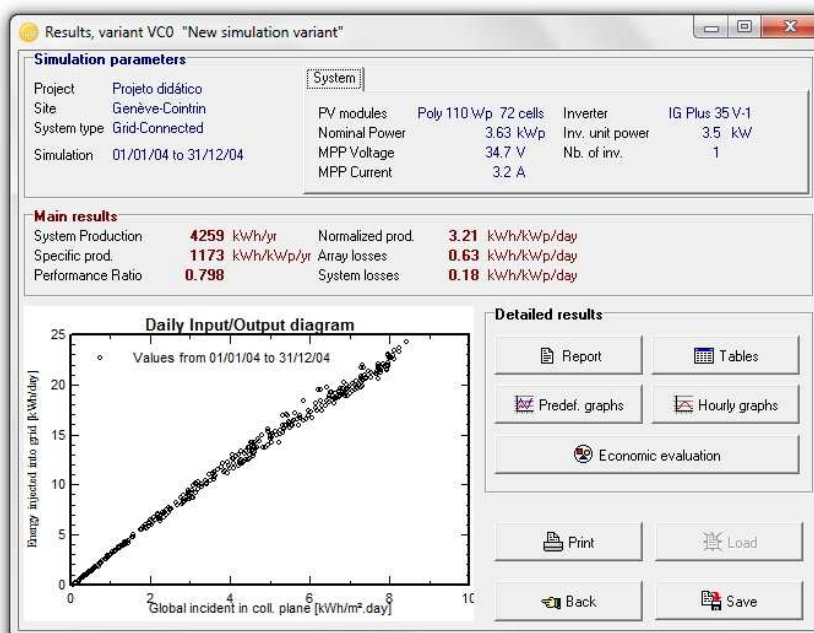 Results, variant VC0 "New simulation variant"
Simulation parameters
Project Projeto didático
Site Genève-Cointrin
System type Grid-Connected
Simulation 01/01/04 to 31/12/04
System
PV modules Poly 110 Wp 72 cells Inverter IG Plus 35 V-1
Nominal Power 3.63 kWp Inv. unit power 3.5 kW
MPP Voltage 34.7 V Nb. of inv. 1
MPP Current 3.2 A
Main results
System Production 4259 kWh/yr Normalized prod. 3.21 kWh/kWp/day
Specific prod. 1173 kWh/kWp/yr Array losses 0.63 kWh/kWp/day
Performance Ratio 0.798 System losses 0.18 kWh/kWp/day
Daily Input/Output diagram
Values from 01/01/04 to 31/12/04
Energy injected into grid [kWh/day]
25
20
15
10
5
0
0 2 4 6 8 10
Global incident in coll. plane [kWh/m².day]
Detailed results
Report Tables
Predef. graphs Hourly graphs
Economic evaluation
Print Load
Back Save